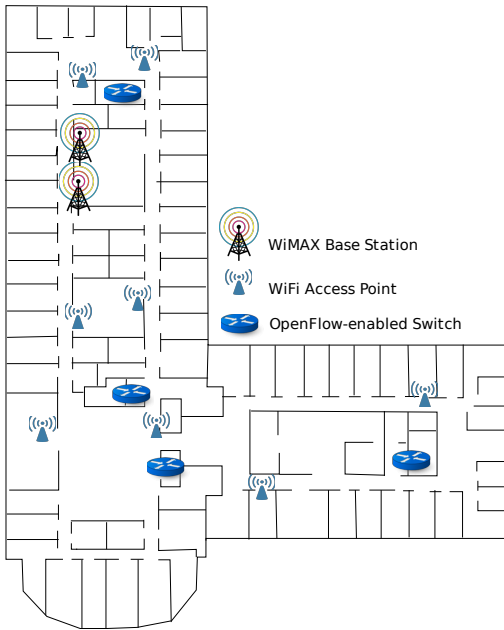 WiMAX Base Station
WiFi Access Point
OpenFlow-enabled Switch